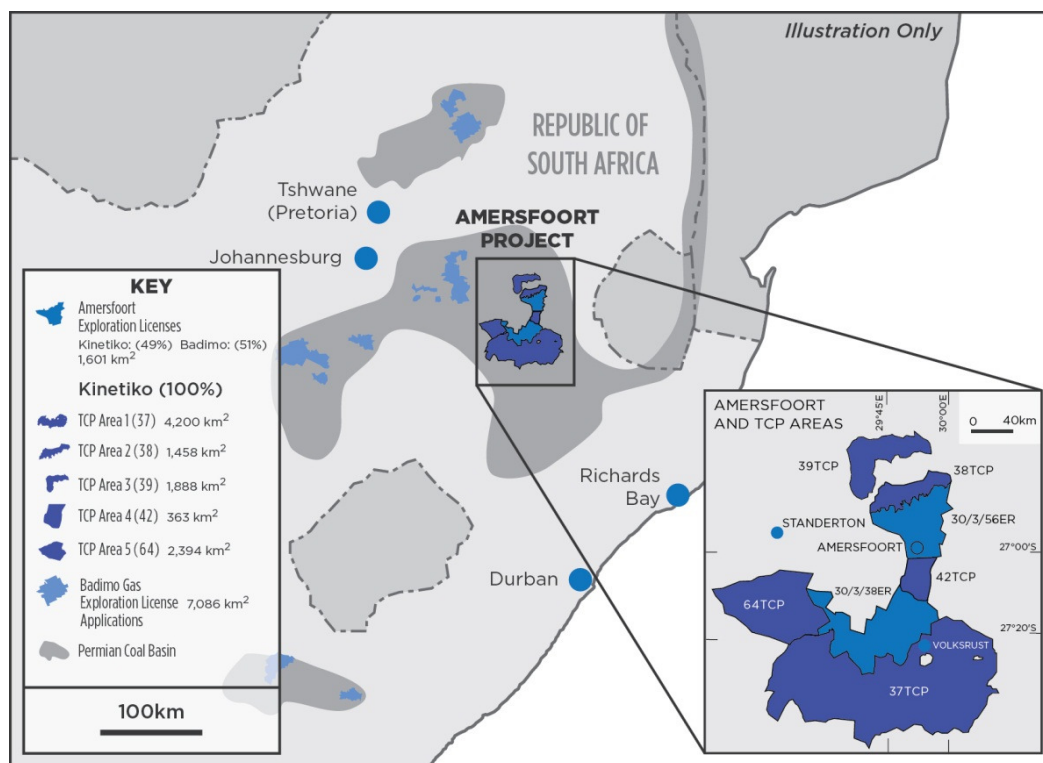 Illustration Only
REPUBLIC OF
SOUTH AFRICA
Tshwane
(Pretoria)
Johannesburg
AMERSFOORT
PROJECT
Richards
Bay
Durban
KEY
Amersfoort
Exploration Licenses
Kinetiko: (49%) Badimo: (51%)
1,601 km²
Kinetiko (100%)
TCP Area 1 (37) 4,200 km²
TCP Area 2 (38) 1,458 km²
TCP Area 3 (39) 1,888 km²
TCP Area 4 (42) 363 km²
TCP Area 5 (64) 2,394 km²
Badimo Gas
Exploration License 7,086 km²
Applications
Permian Coal Basin
100km
AMERSFOORT
AND TCP AREAS
29°45E
30°00E
0 40km
39TCP
38TCP
30/3/56ER
STANDERTON
AMERSFOORT
27°00S
42TCP
30/3/38ER
64TCP
27°20'S
VOLKSRUST
37TCP